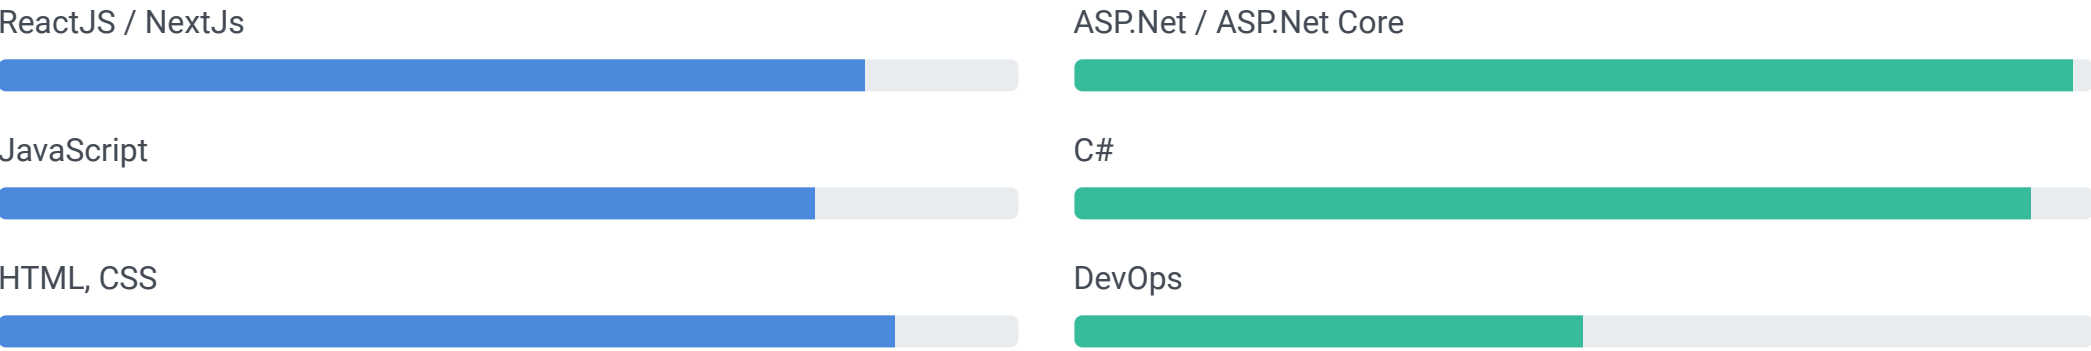 ReactJS / NextJs
JavaScript
HTML, CSS
ASP.Net / ASP.Net Core
C#
DevOps